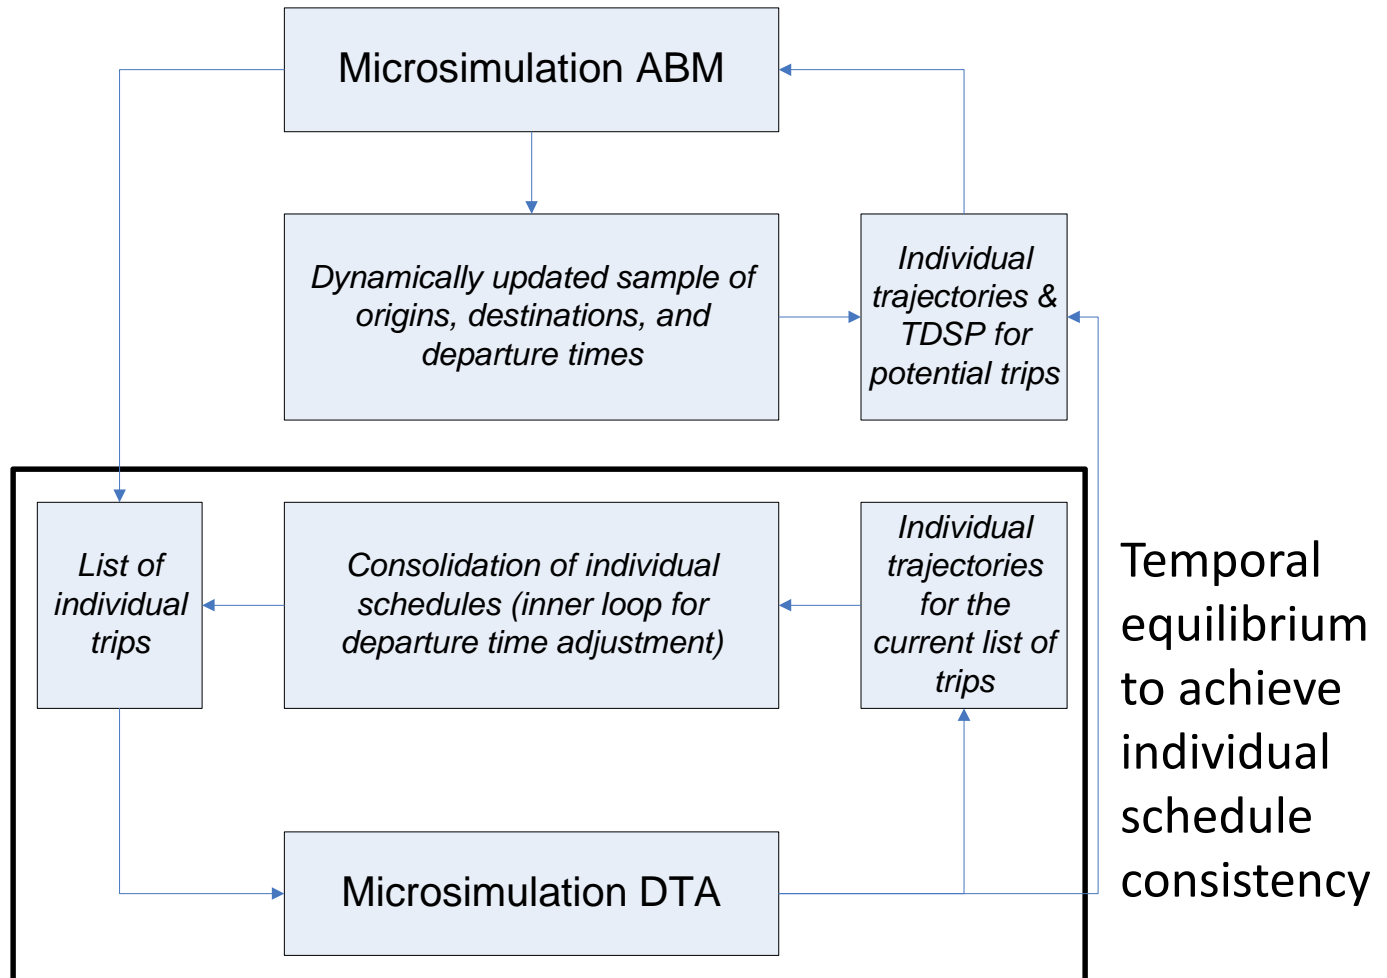 Microsimulation ABM
Dynamically updated sample of
origins, destinations, and
departure times
Individual
trajectories &
TDSP for
potential trips
List of
individual
trips
Consolidation of individual
schedules (inner loop for
departure time adjustment)
Individual
trajectories
for the
current list of
trips
Microsimulation DTA
Temporal
equilibrium
to achieve
individual
schedule
consistency